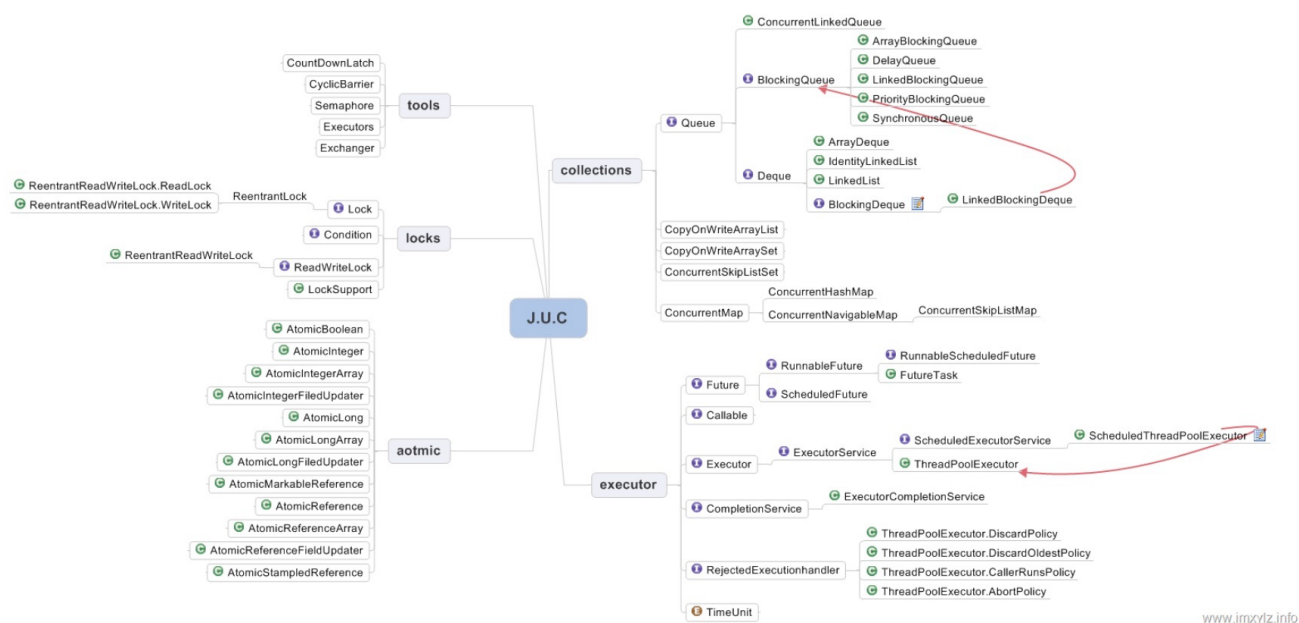 J.U.C
tools
CountDownLatch
CyclicBarrier
Semaphore
Executors
Exchanger
locks
Lock
ReentrantLock
ReentrantReadWriteLock.ReadLock
ReentrantReadWriteLock.WriteLock
Condition
ReadWriteLock
ReentrantReadWriteLock
LockSupport
aotmic
AtomicBoolean
AtomicInteger
AtomicIntegerArray
AtomicIntegerFiledUpdater
AtomicLong
AtomicLongArray
AtomicLongFiledUpdater
AtomicMarkableReference
AtomicReference
AtomicReferenceArray
AtomicReferenceFieldUpdater
AtomicStampledReference
collections
Queue
ConcurrentLinkedQueue
BlockingQueue
ArrayBlockingQueue
DelayQueue
LinkedBlockingQueue
PriorityBlockingQueue
SynchronousQueue
Deque
ArrayDeque
IdentityLinkedList
LinkedList
BlockingDeque
LinkedBlockingDeque
CopyOnWriteArrayList
CopyOnWriteArraySet
ConcurrentSkipListSet
ConcurrentMap
ConcurrentHashMap
ConcurrentNavigableMap
ConcurrentSkipListMap
executor
Future
RunnableFuture
RunnableScheduledFuture
FutureTask
ScheduledFuture
Callable
Executor
ExecutorService
ScheduledExecutorService
ScheduledThreadPoolExecutor
ThreadPoolExecutor
CompletionService
ExecutorCompletionService
RejectedExecutionhandler
ThreadPoolExecutor.DiscardPolicy
ThreadPoolExecutor.DiscardOldestPolicy
ThreadPoolExecutor.CallerRunsPolicy
ThreadPoolExecutor.AbortPolicy
TimeUnit
www.imxylz.info